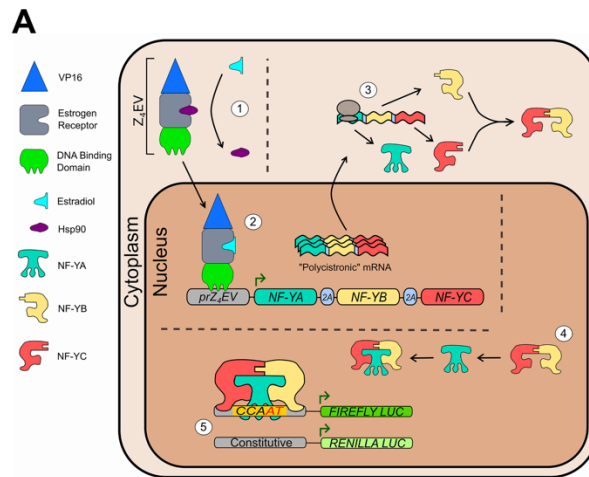 A
VP16
Estrogen
Receptor
DNA Binding
Domain
Estradiol
Hsp90
NF-YA
NF-YB
NF-YC
Cytoplasm
Nucleus
Z4EV
1
3
2
"Polycistronic" mRNA
prZ4EV
NF-YA
2A
NF-YB
2A
NF-YC
4
CCAAT
FIREFLY LUC
5
Constitutive
RENILLA LUC